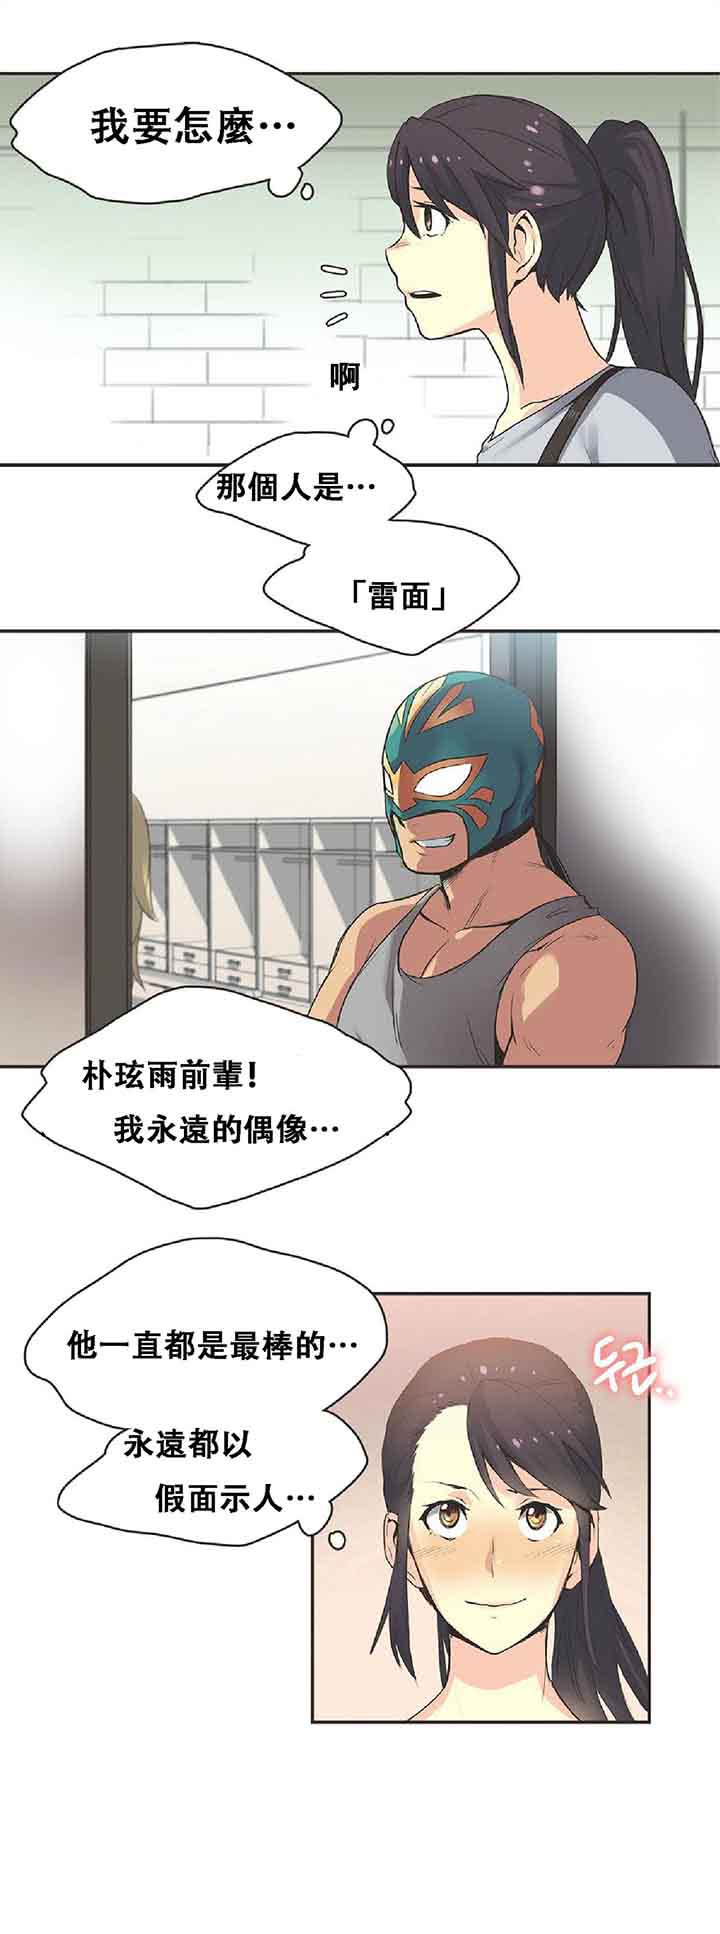 我要怎麼…
啊
那個人是…
「雷面」
朴玹雨前輩！
我永遠的偶像…
他一直都是最棒的…
두근..
永遠都以
假面示人…